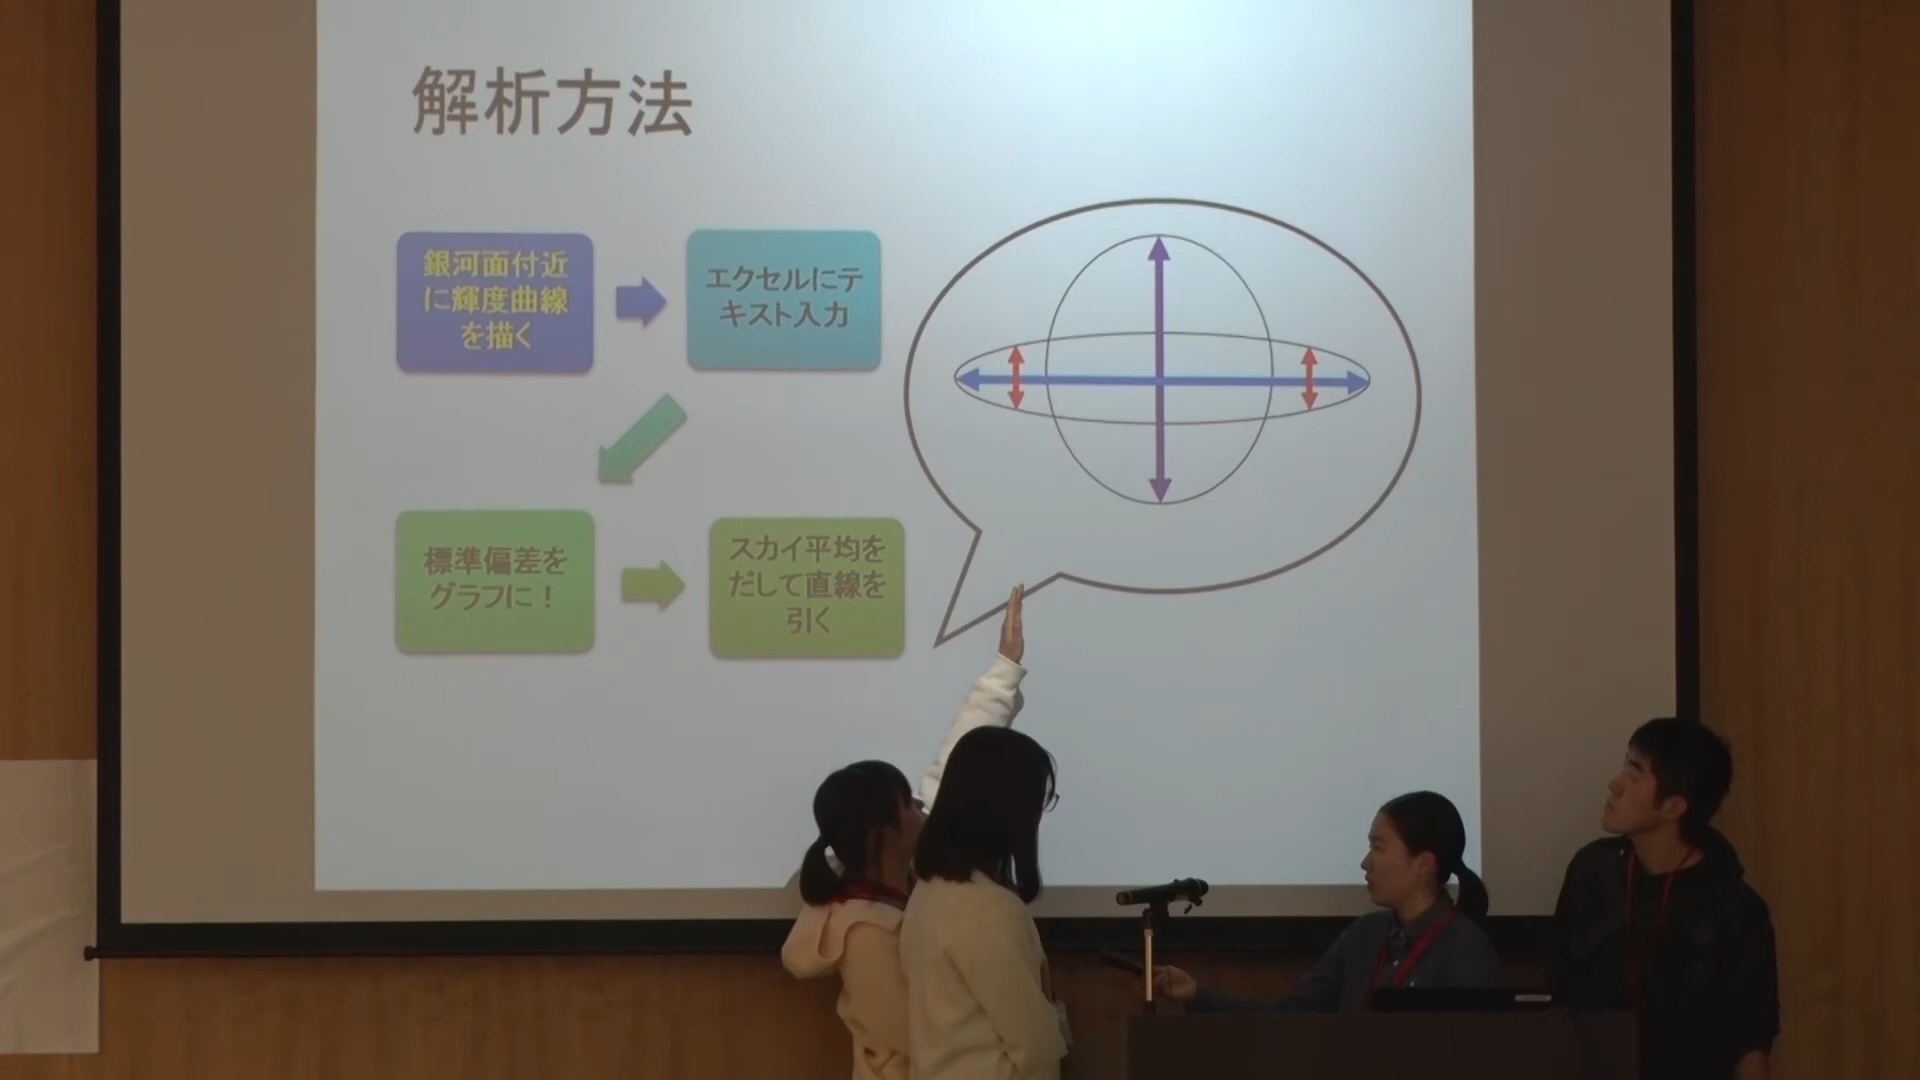 解析方法
銀河面付近
に輝度曲線
を描く
エクセルにテ
キスト入力
標準偏差を
グラフに！
スカイ平均を
だして直線を
引く